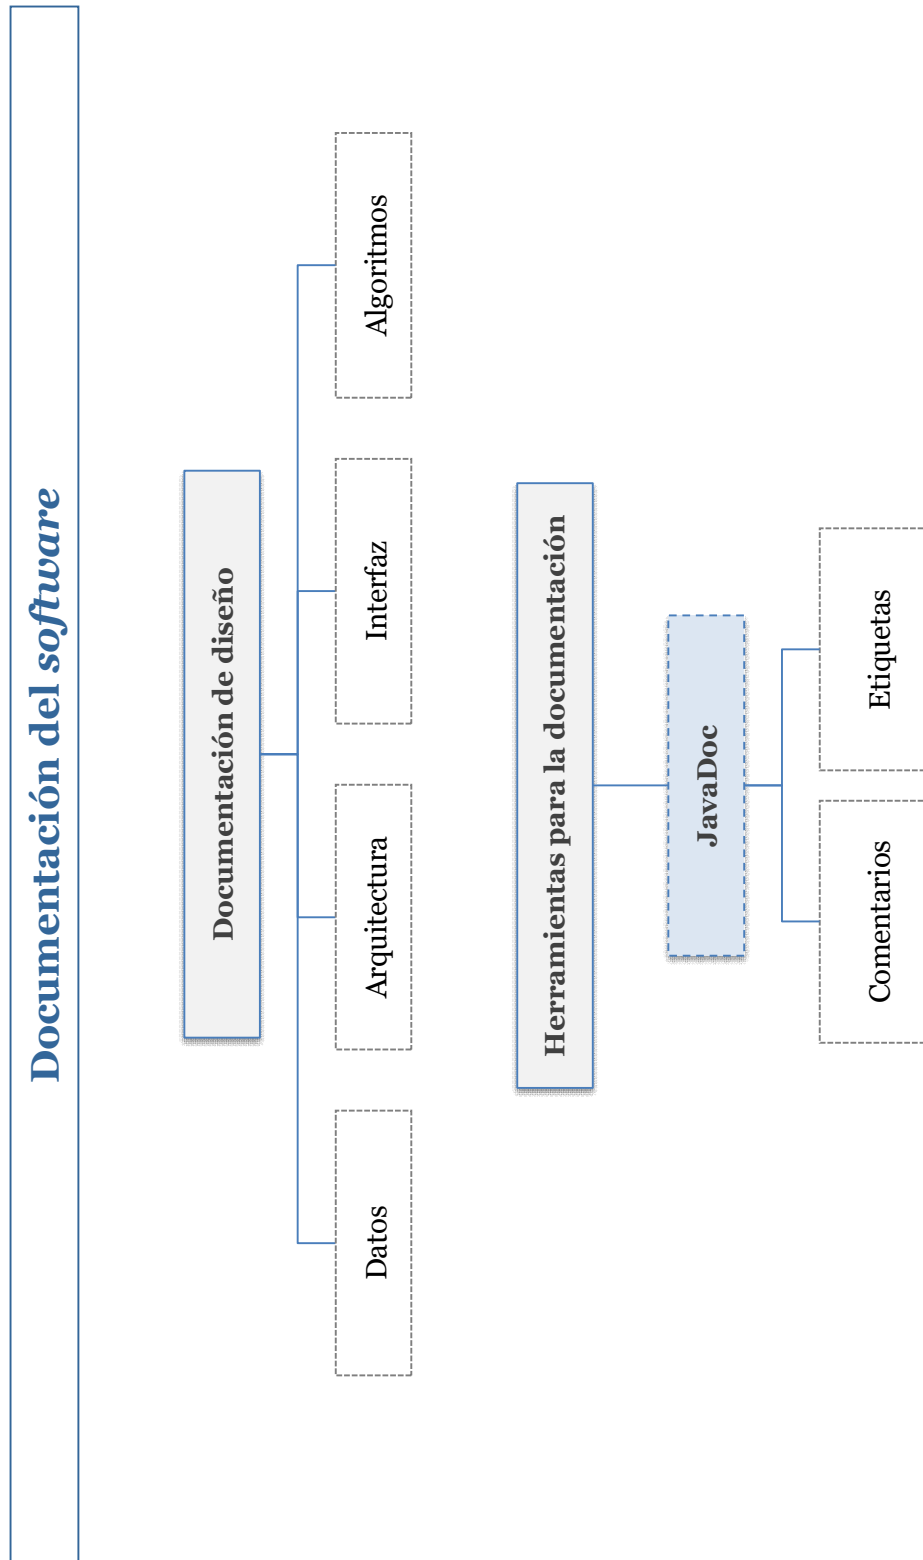 Documentación del software
Documentación de diseño
Datos
Arquitectura
Interfaz
Algoritmos
Herramientas para la documentación
JavaDoc
Comentarios
Etiquetas